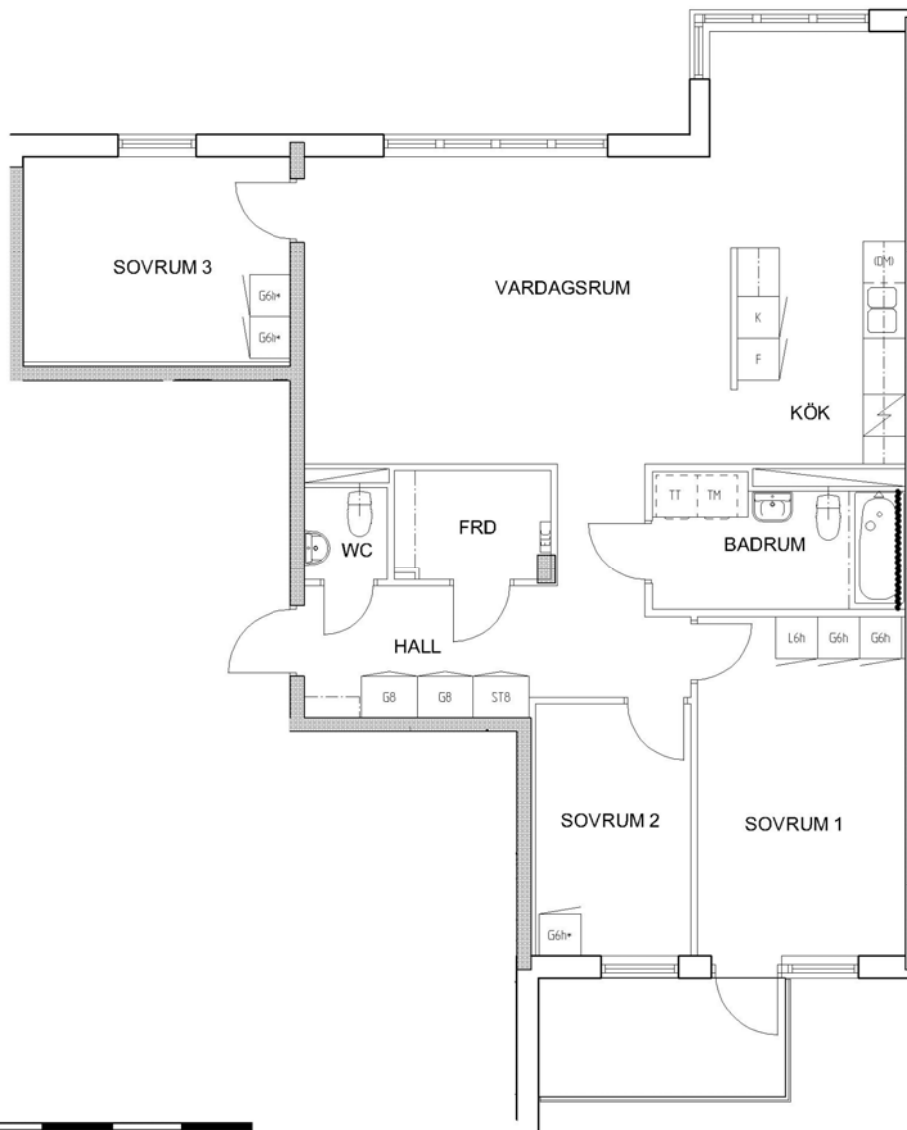 SOVRUM 3
G6h*
G6h*
VARDAGSRUM
(DM)
K
F
KÖK
TT
TM
WC
FRD
BADRUM
HALL
L6h
G6h
G6h
G8
G8
ST8
SOVRUM 2
SOVRUM 1
G6h*